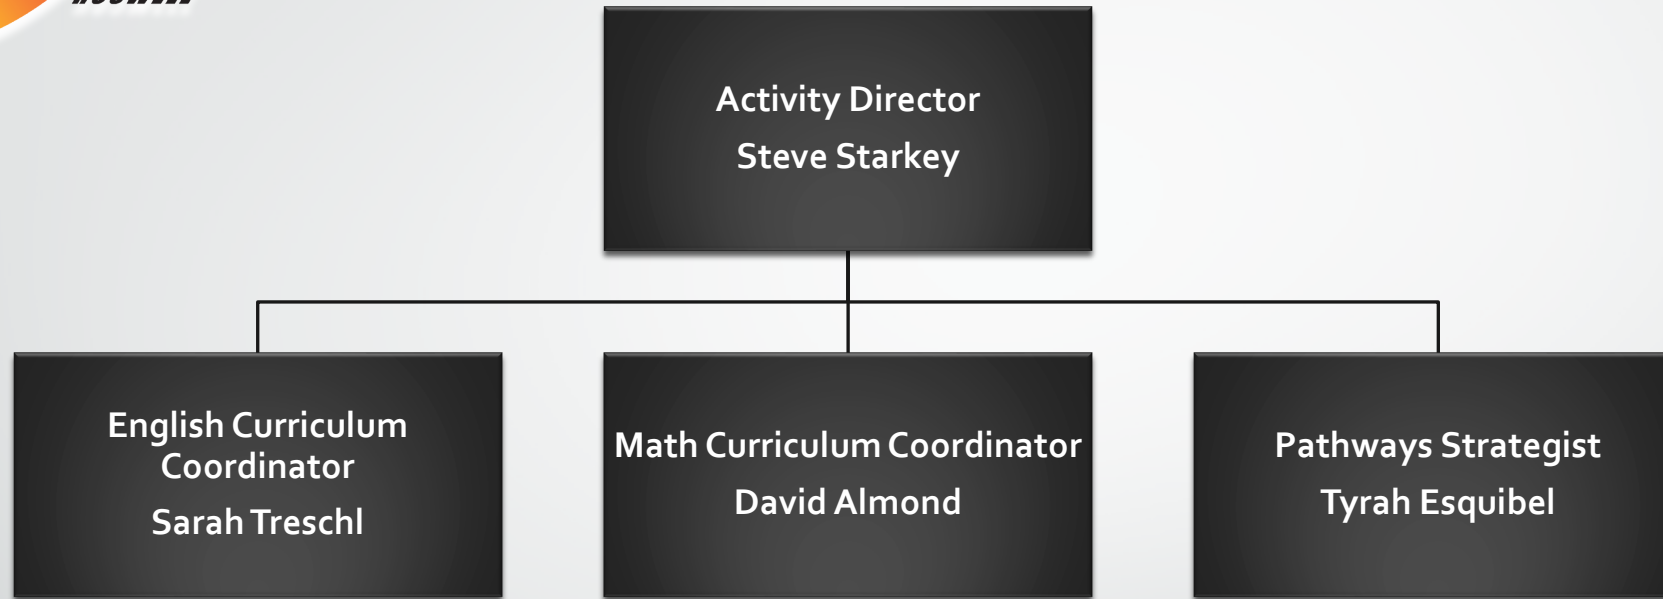 Activity Director
Steve Starkey
English Curriculum
Coordinator
Sarah Treschl
Math Curriculum Coordinator
David Almond
Pathways Strategist
Tyrah Esquibel